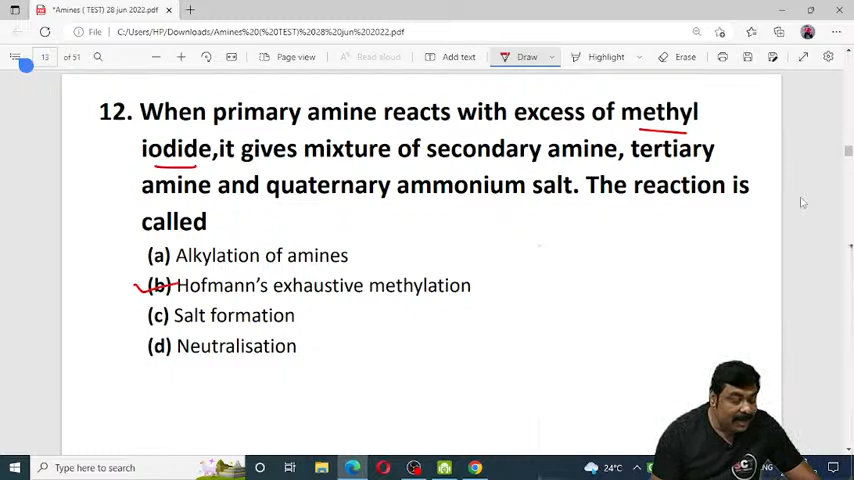 *Amines ( TEST) 28 jun 2022.pdf
File
C:/Users/HP/Downloads/Amines%20(%20TEST)%2028%20jun%202022.pdf
13 of 51
Page view
Read aloud
Add text
Draw
Highlight
Erase
12. When primary amine reacts with excess of methyl
iodide,it gives mixture of secondary amine, tertiary
amine and quaternary ammonium salt. The reaction is
called
(a) Alkylation of amines
(b) Hofmann's exhaustive methylation
(c) Salt formation
(d) Neutralisation
Type here to search
24°C
ENG